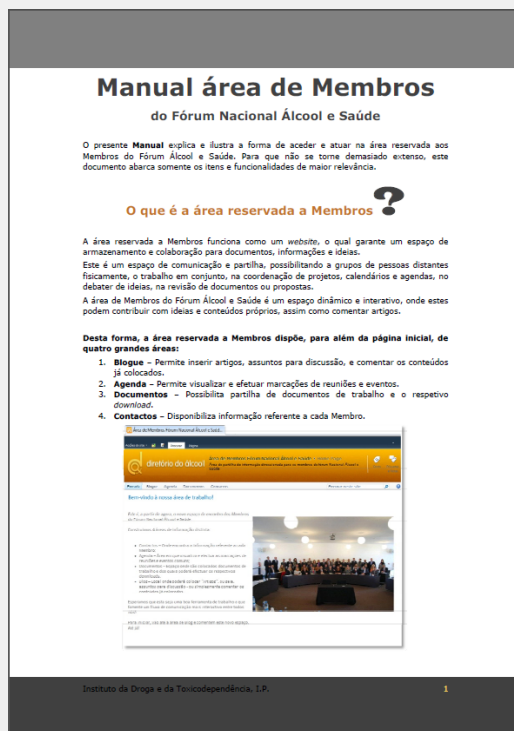 Manual área de Membros
do Fórum Nacional Álcool e Saúde
O presente Manual explica e ilustra a forma de aceder e atuar na área reservada aos
Membros do Fórum Álcool e Saúde. Para que não se torne demasiado extenso, este
documento abarca somente os itens e funcionalidades de maior relevância.
O que é a área reservada a Membros ?
A área reservada a Membros funciona como um website, o qual garante um espaço de
armazenamento e colaboração para documentos, informações e ideias.
Este é um espaço de comunicação e partilha, possibilitando a grupos de pessoas distantes
fisicamente, o trabalho em conjunto, na coordenação de projetos, calendários e agendas, no
debater de ideias, na revisão de documentos ou propostas.
A área de Membros do Fórum Álcool e Saúde é um espaço dinâmico e interativo, onde estes
podem contribuir com ideias e conteúdos próprios, assim como comentar artigos.
Desta forma, a área reservada a Membros dispõe, para além da página inicial, de
quatro grandes áreas:
1. Blogue – Permite inserir artigos, assuntos para discussão, e comentar os conteúdos
já colocados.
2. Agenda – Permite visualizar e efetuar marcações de reuniões e eventos.
3. Documentos – Possibilita partilha de documentos de trabalho e o respetivo
download.
4. Contactos – Disponibiliza informação referente a cada Membro.
diretório do álcool
Bem-vindo à nossa área de trabalho!
Instituto da Droga e da Toxicodependência, I.P. 1